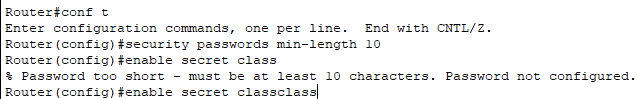 Router#conf t
Enter configuration commands, one per line.  End with CNTL/Z.
Router(config)#security passwords min-length 10
Router(config)#enable secret class
% Password too short - must be at least 10 characters. Password not configured.
Router(config)#enable secret classclass